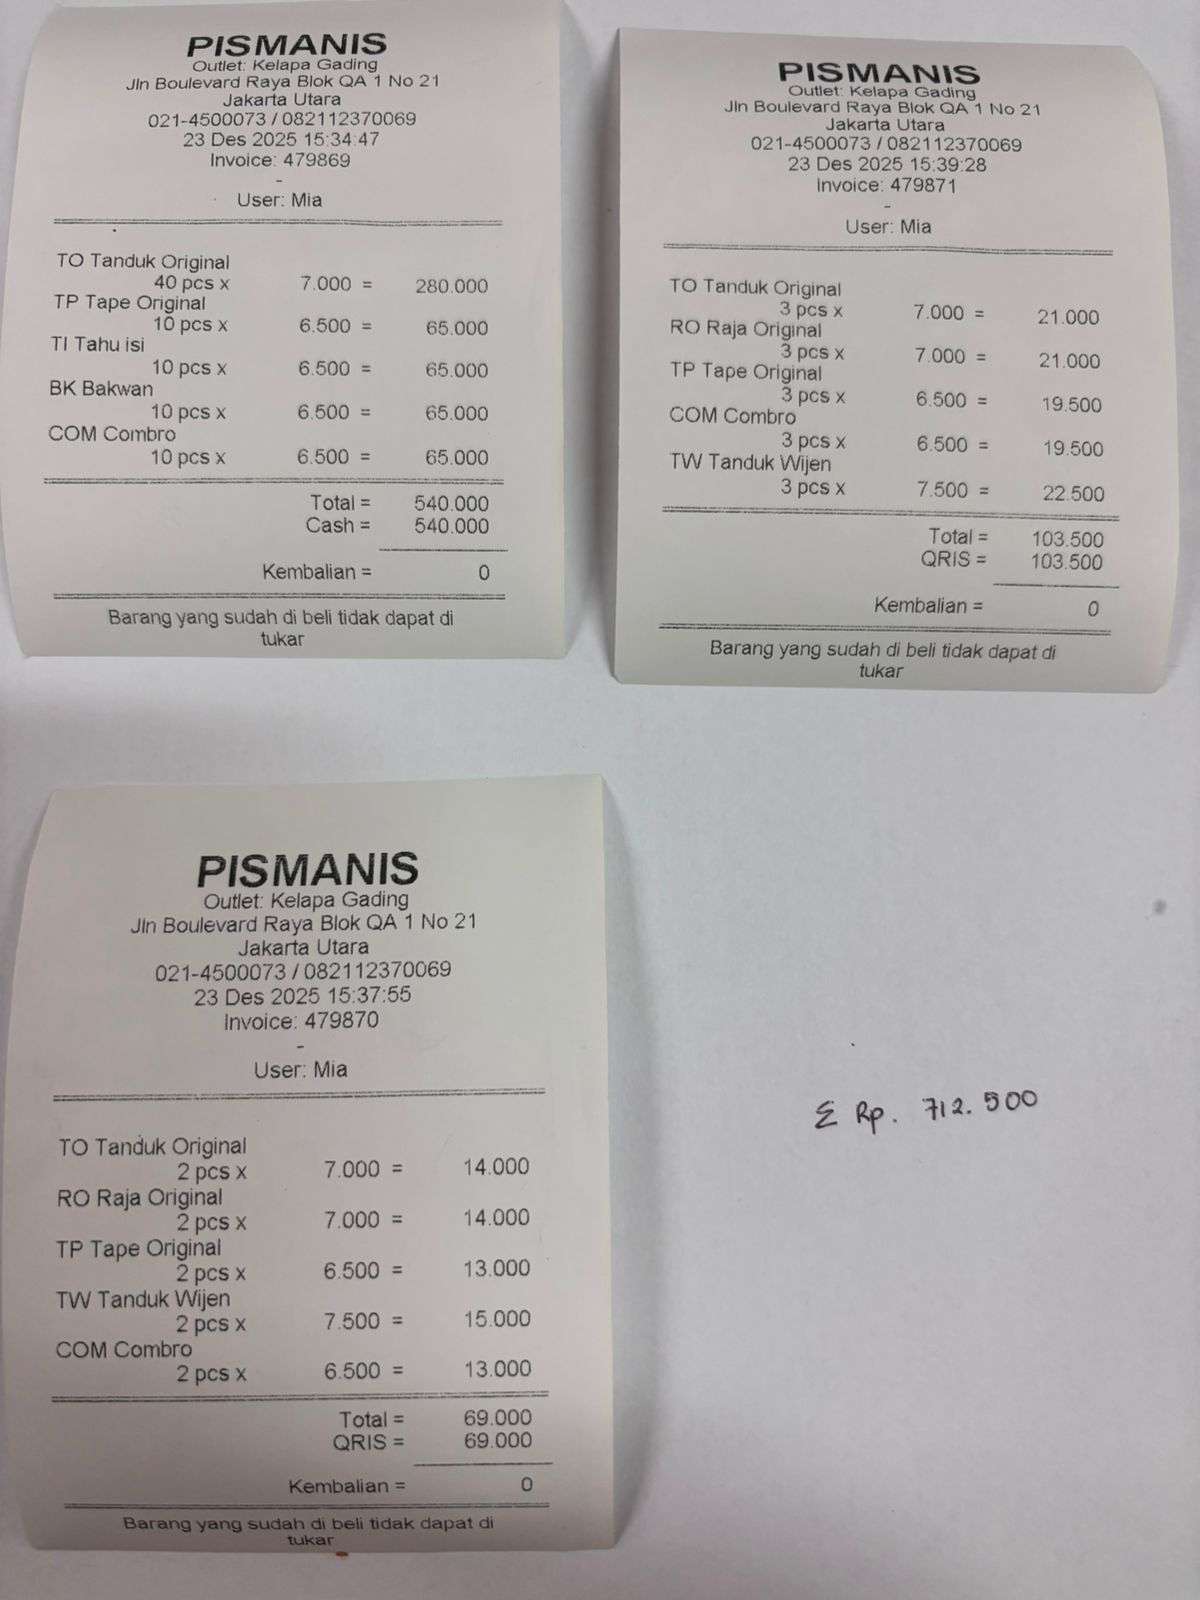 PISMANIS
Outlet: Kelapa Gading
Jln Boulevard Raya Blok QA 1 No 21
Jakarta Utara
021-4500073 / 082112370069
23 Des 2025 15:34:47
Invoice: 479869
-
User: Mia
TO Tanduk Original
40 pcs x 7.000 = 280.000
TP Tape Original
10 pcs x 6.500 = 65.000
TI Tahu isi
10 pcs x 6.500 = 65.000
BK Bakwan
10 pcs x 6.500 = 65.000
COM Combro
10 pcs x 6.500 = 65.000
Total = 540.000
Cash = 540.000
Kembalian = 0
Barang yang sudah di beli tidak dapat di
tukar
PISMANIS
Outlet: Kelapa Gading
Jln Boulevard Raya Blok QA 1 No 21
Jakarta Utara
021-4500073 / 082112370069
23 Des 2025 15:39:28
Invoice: 479871
-
User: Mia
TO Tanduk Original
3 pcs x 7.000 = 21.000
RO Raja Original
3 pcs x 7.000 = 21.000
TP Tape Original
3 pcs x 6.500 = 19.500
COM Combro
3 pcs x 6.500 = 19.500
TW Tanduk Wijen
3 pcs x 7.500 = 22.500
Total = 103.500
QRIS = 103.500
Kembalian = 0
Barang yang sudah di beli tidak dapat di
tukar
PISMANIS
Outlet: Kelapa Gading
Jln Boulevard Raya Blok QA 1 No 21
Jakarta Utara
021-4500073 / 082112370069
23 Des 2025 15:37:55
Invoice: 479870
-
User: Mia
TO Tanduk Original
2 pcs x 7.000 = 14.000
RO Raja Original
2 pcs x 7.000 = 14.000
TP Tape Original
2 pcs x 6.500 = 13.000
TW Tanduk Wijen
2 pcs x 7.500 = 15.000
COM Combro
2 pcs x 6.500 = 13.000
Total = 69.000
QRIS = 69.000
Kembalian = 0
Barang yang sudah di beli tidak dapat di
tukar
Σ Rp. 712.500